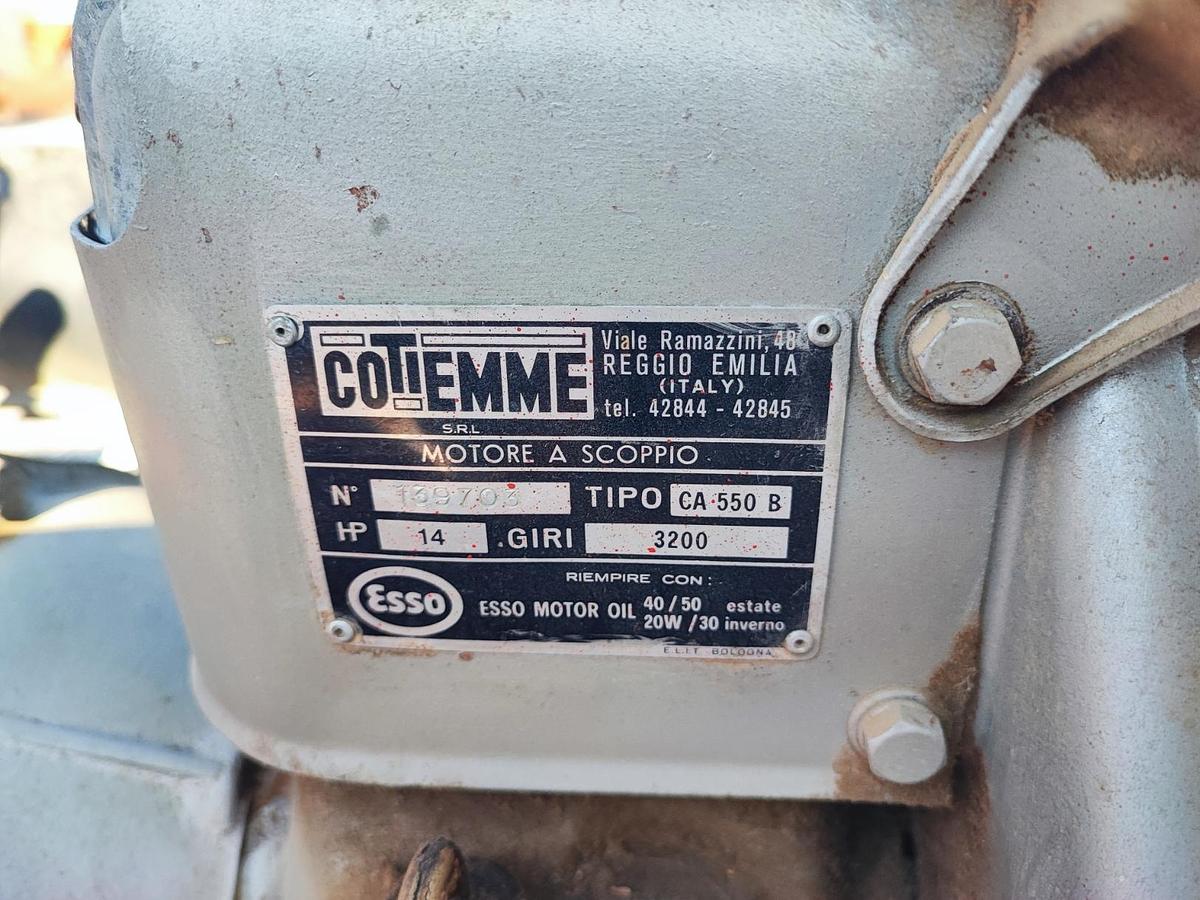 COTIEMME
S.R.L
Viale Ramazzini, 48
REGGIO EMILIA
(ITALY)
tel. 42844 - 42845
MOTORE A SCOPPIO
N° 139703 TIPO CA 550 B
HP 14 .GIRI 3200
RIEMPIRE CON:
Esso ESSO MOTOR OIL 40/50 estate
20W/30 inverno
E.L.I.T BOLOGNA